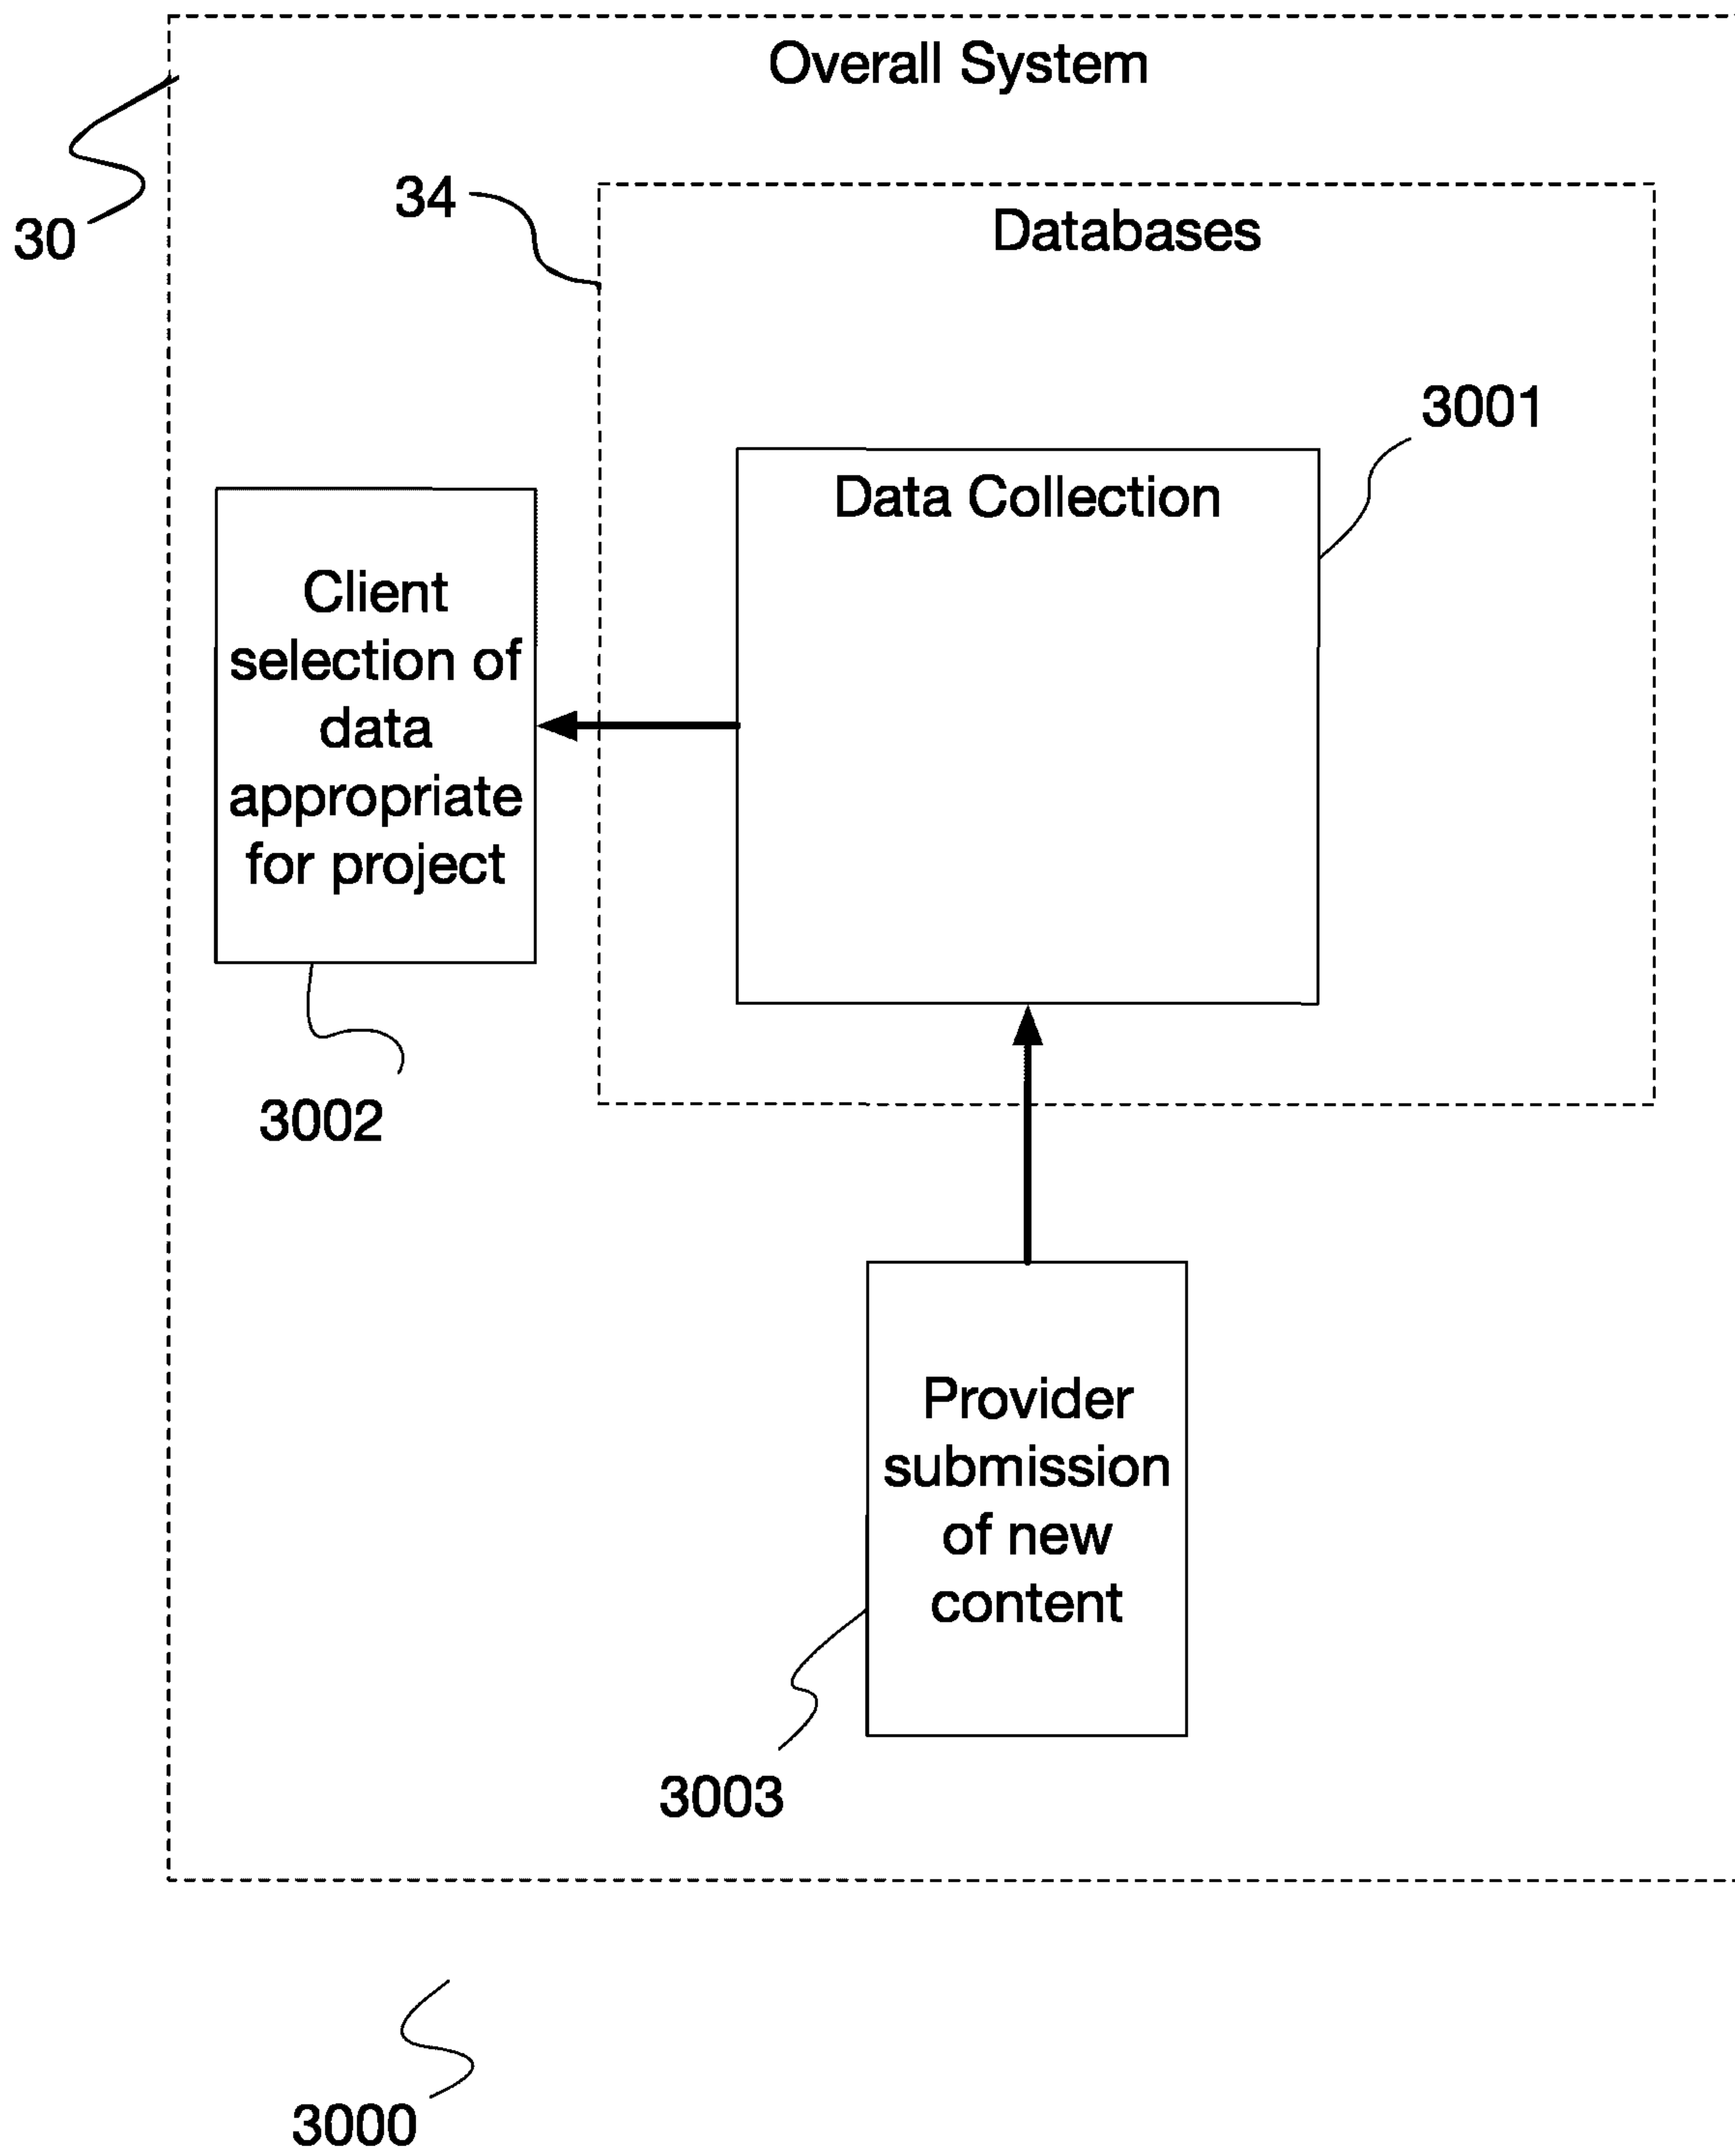 Overall System
30
34
Databases
3001
Data Collection
Client
selection of
data
appropriate
for project
3002
Provider
submission
of new
content
3003
3000